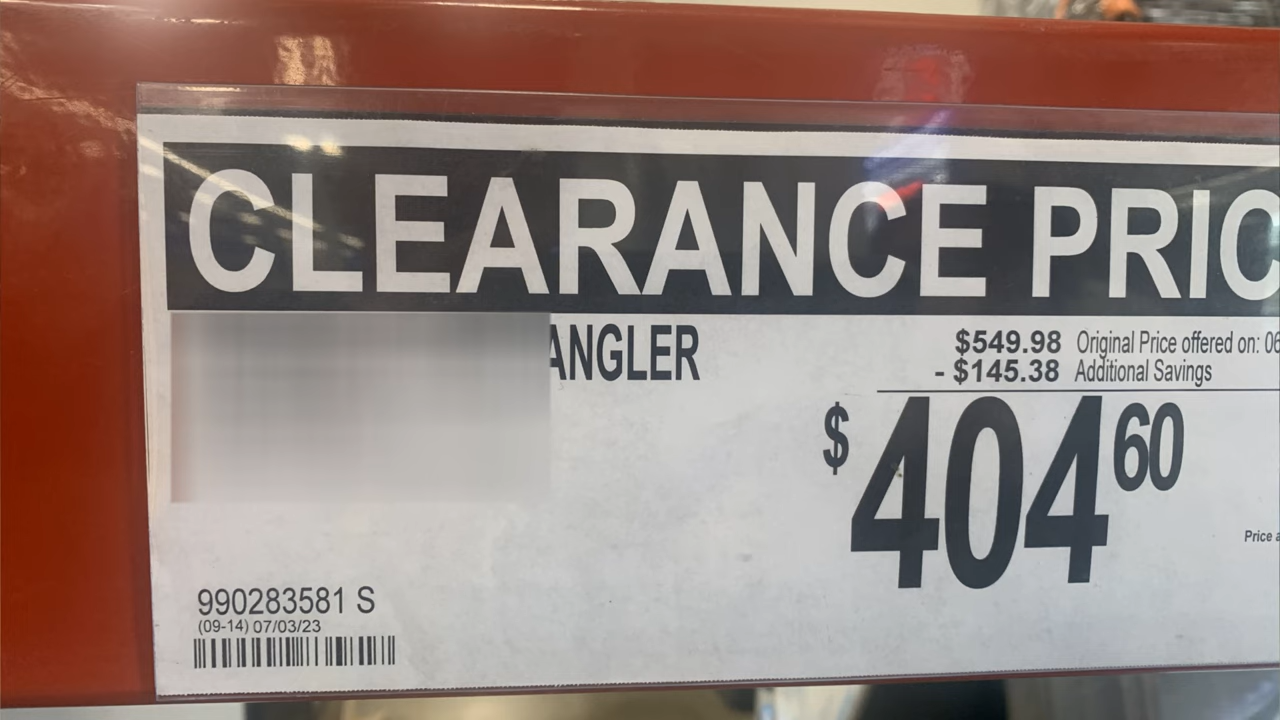 CLEARANCE PRIC
ANGLER
$549.98 Original Price offered on: 06
- $145.38 Additional Savings
$404 60
Price a
990283581 S
(09-14) 07/03/23